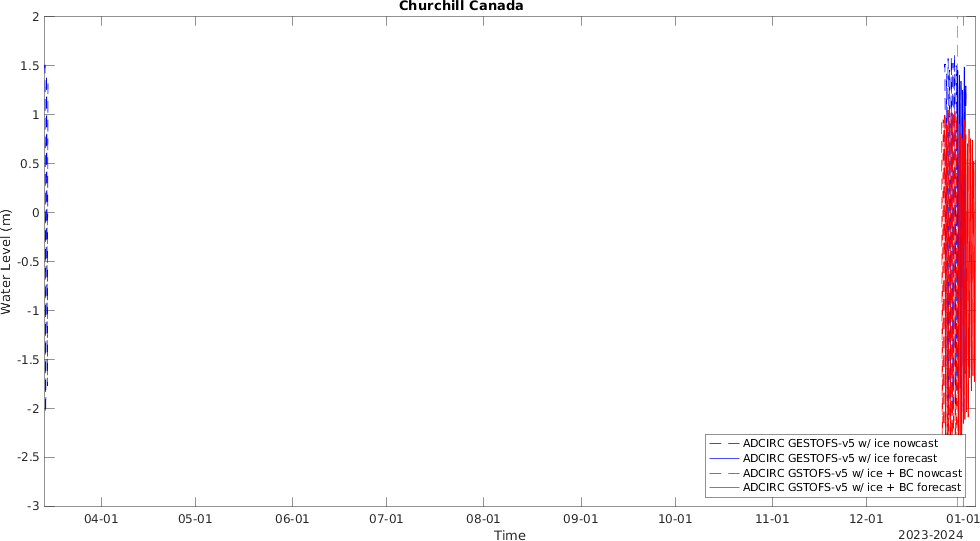 Churchill Canada
2
1.5
1
0.5
0
-0.5
-1
-1.5
-2
-2.5
-3
Water Level (m)
ADCIRC GESTOFS-v5 w/ ice nowcast
ADCIRC GESTOFS-v5 w/ ice forecast
ADCIRC GSTOFS-v5 w/ ice + BC nowcast
ADCIRC GSTOFS-v5 w/ ice + BC forecast
04-01 05-01 06-01 07-01 08-01 09-01 10-01 11-01 12-01 01-01
Time
2023-2024